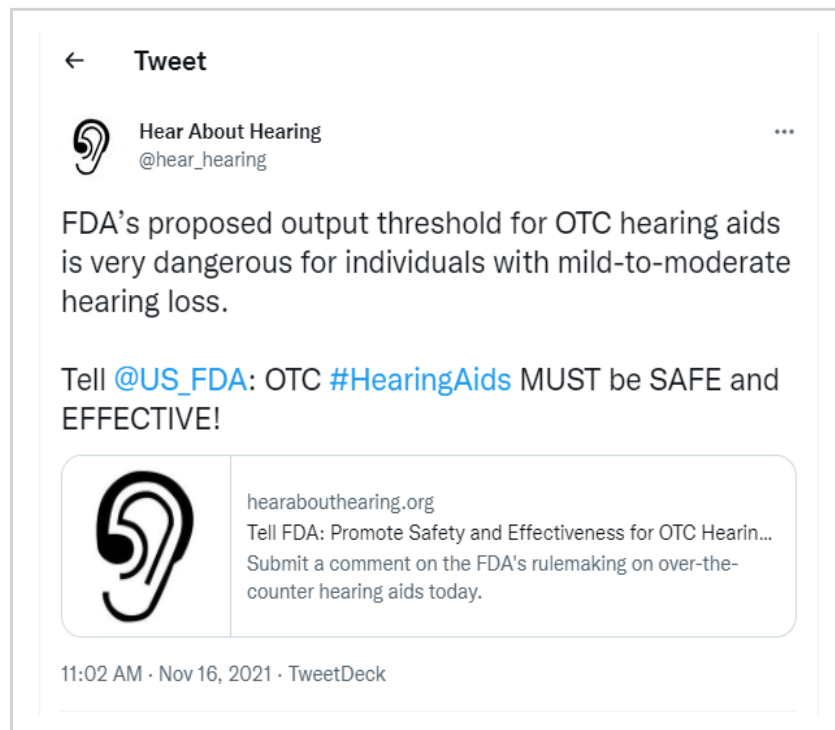 Tweet
Hear About Hearing
@hear_hearing
FDA’s proposed output threshold for OTC hearing aids
is very dangerous for individuals with mild-to-moderate
hearing loss.
Tell @US_FDA: OTC #HearingAids MUST be SAFE and
EFFECTIVE!
hearabouthearing.org
Tell FDA: Promote Safety and Effectiveness for OTC Hearin...
Submit a comment on the FDA's rulemaking on over-the-
counter hearing aids today.
11:02 AM · Nov 16, 2021 · TweetDeck